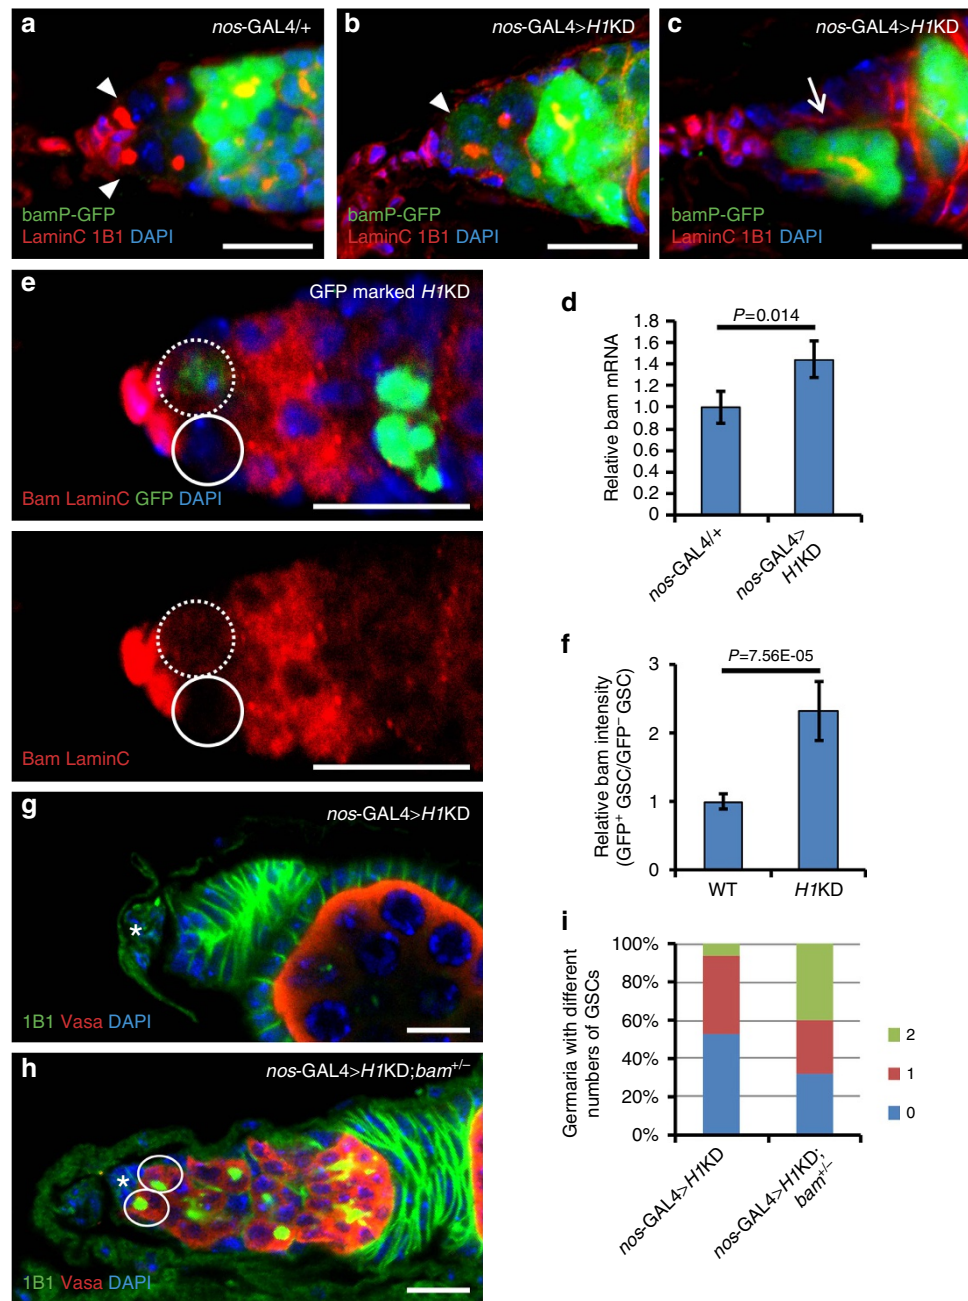 a
nos-GAL4/+
bamP-GFP
LaminC 1B1 DAPI
b
nos-GAL4>H1KD
bamP-GFP
LaminC 1B1 DAPI
c
nos-GAL4>H1KD
bamP-GFP
LaminC 1B1 DAPI
e
GFP marked H1KD
Bam LaminC GFP DAPI
Bam LaminC
d
P=0.014
Relative bam mRNA
1.8
1.6
1.4
1.2
1.0
0.8
0.6
0.4
0.2
0
nos-GAL4/+
nos-GAL4>
H1KD
f
P=7.56E-05
Relative bam intensity
(GFP⁺ GSC/GFP⁻ GSC)
3
2
1
0
WT
H1KD
g
nos-GAL4>H1KD
*
1B1 Vasa DAPI
h
nos-GAL4>H1KD;bam⁺/⁻
*
1B1 Vasa DAPI
i
Germaria with different
numbers of GSCs
100%
80%
60%
40%
20%
0%
2
1
0
nos-GAL4>H1KD
nos-GAL4>H1KD;
bam⁺/⁻